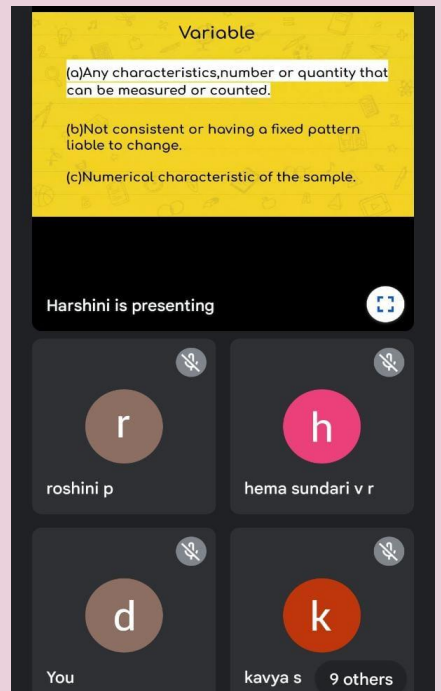 Variable
(a)Any characteristics,number or quantity that
can be measured or counted.
(b)Not consistent or having a fixed pattern
liable to change.
(c)Numerical characteristic of the sample.
Harshini is presenting
r
h
roshini p
hema sundari v r
d
k
You
kavya s
9 others